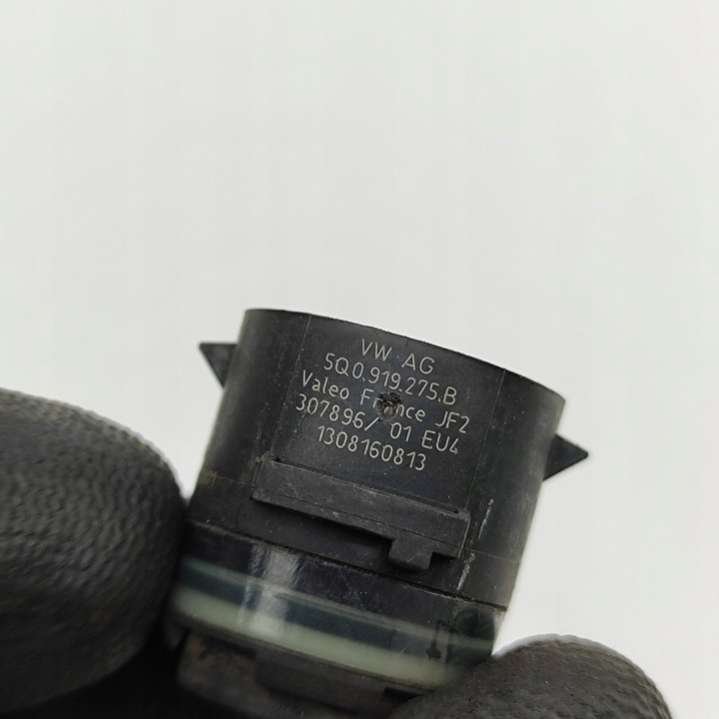 VW AG
5Q0.919.275.B
Valeo France JF2
307896/ 01 EU4
1308160813